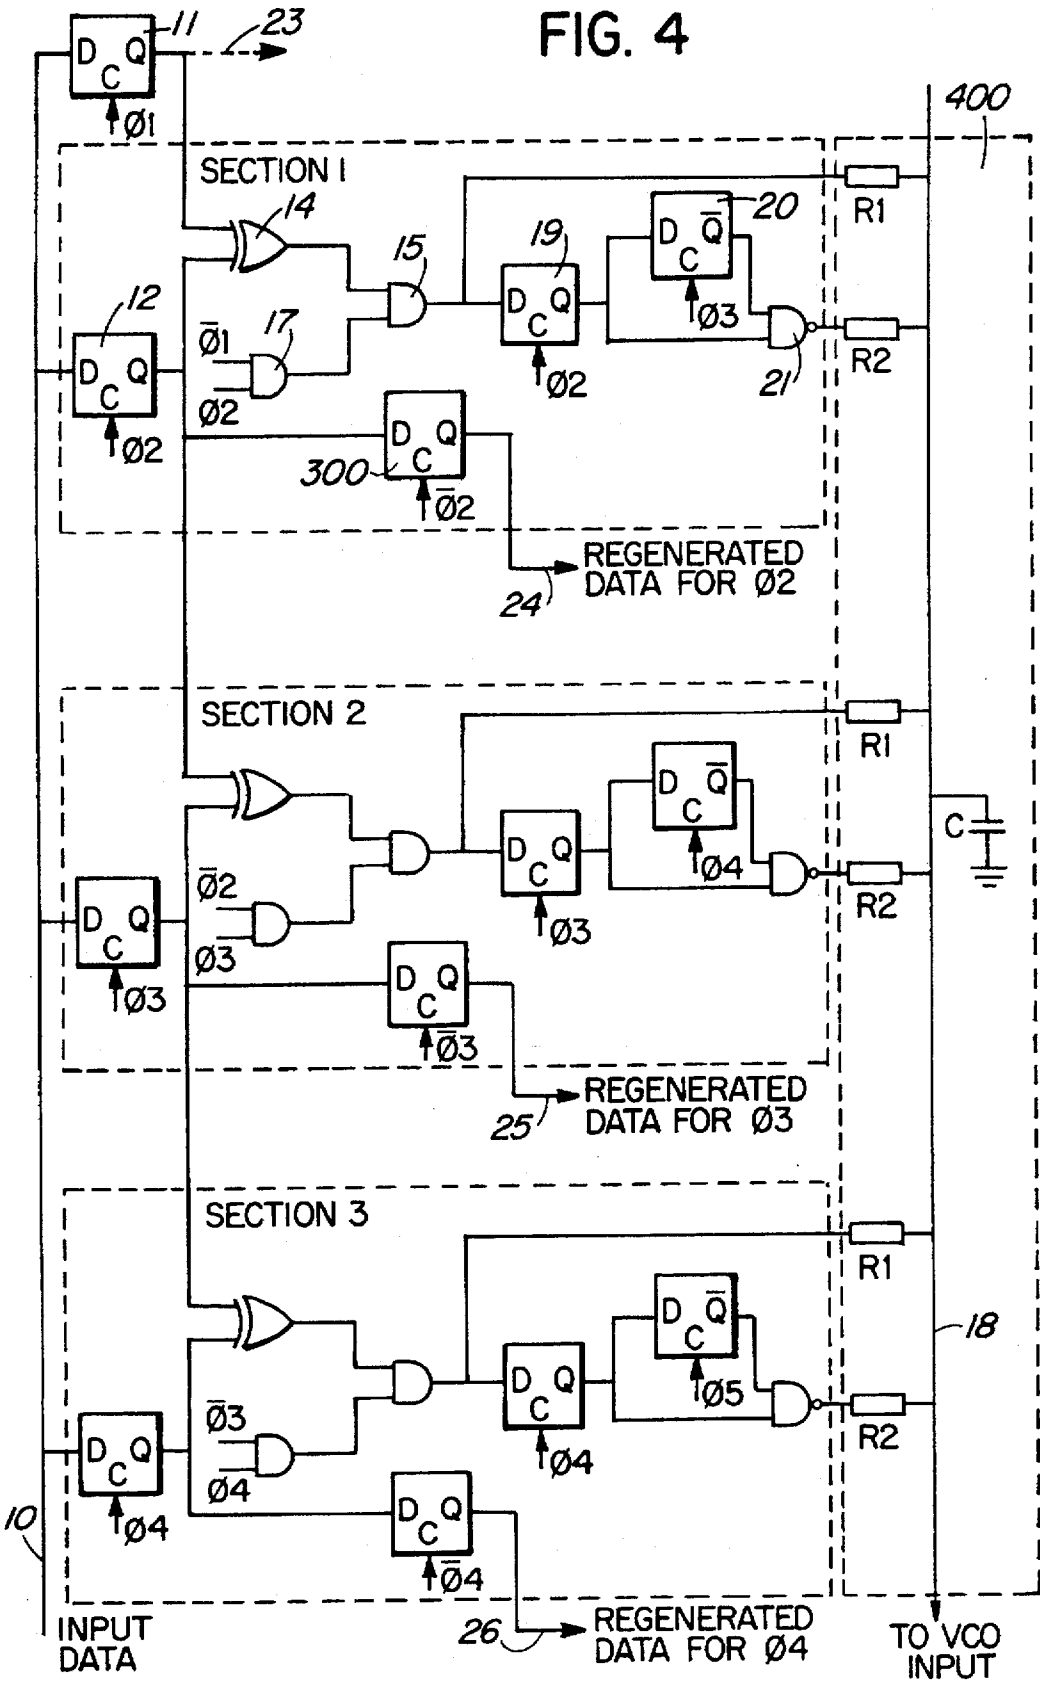 FIG. 4
11
23
D Q
C
Ø1
400
SECTION 1
R1
14
20
D Q̅
C
Ø3
15
19
D Q
C
Ø2
12
D Q
C
Ø2
Ø̅1
17
Ø2
21
R2
D Q
300 C
Ø̅2
24
REGENERATED
DATA FOR Ø2
SECTION 2
R1
D Q̅
C
Ø4
C
D Q
C
Ø3
R2
Ø̅2
D Q
C
Ø3
Ø3
D Q
C
Ø̅3
25
REGENERATED
DATA FOR Ø3
SECTION 3
R1
D Q̅
C
Ø5
18
D Q
C
Ø4
R2
Ø̅3
D Q
C
Ø4
Ø4
D Q
C
Ø̅4
10
INPUT
DATA
26
REGENERATED
DATA FOR Ø4
TO VCO
INPUT